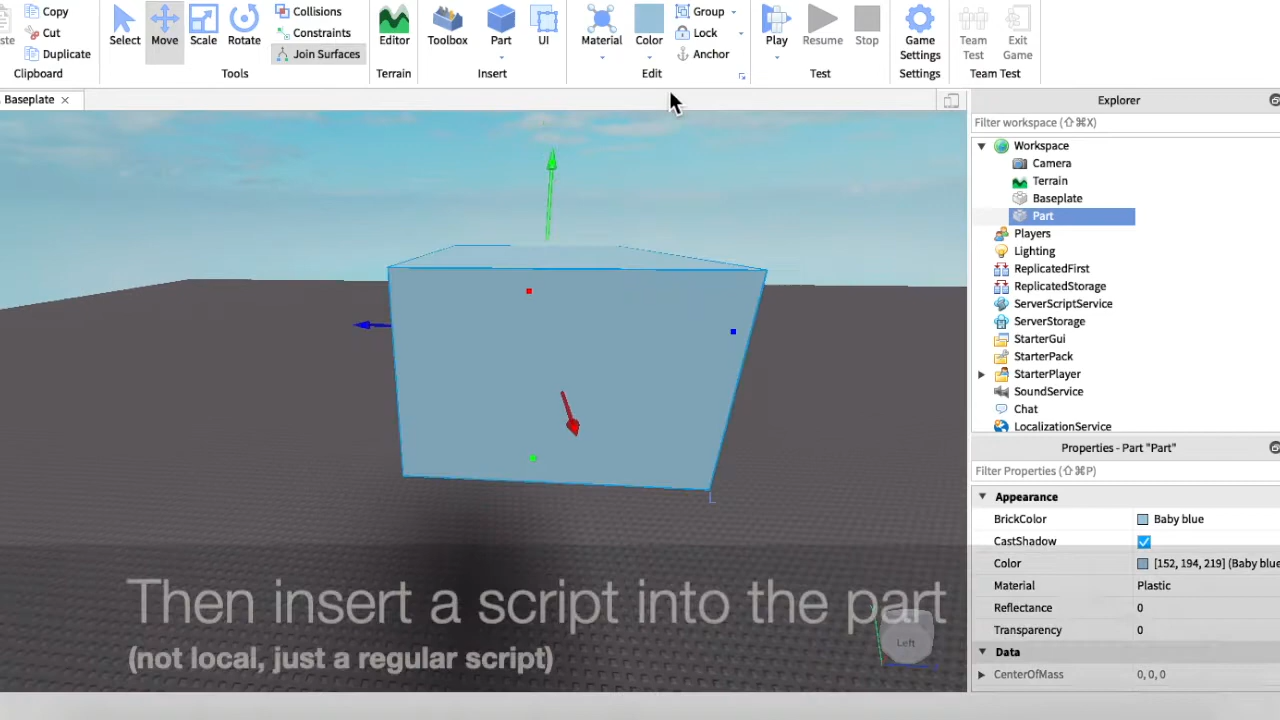 Copy
Cut
Duplicate
Clipboard
Select
Move
Scale
Rotate
Collisions
Constraints
Join Surfaces
Tools
Editor
Terrain
Toolbox
Part
UI
Insert
Material
Color
Group
Lock
Anchor
Edit
Play
Resume
Stop
Test
Game
Settings
Settings
Team
Test
Exit
Game
Team Test
Baseplate
Explorer
Filter workspace (⇧⌘X)
Workspace
Camera
Terrain
Baseplate
Part
Players
Lighting
ReplicatedFirst
ReplicatedStorage
ServerScriptService
ServerStorage
StarterGui
StarterPack
StarterPlayer
SoundService
Chat
LocalizationService
Properties - Part "Part"
Filter Properties (⇧⌘P)
Appearance
BrickColor Baby blue
CastShadow
Color [152, 194, 219] (Baby blue
Material Plastic
Reflectance 0
Transparency 0
Data
CenterOfMass 0, 0, 0
Then insert a script into the part
(not local, just a regular script)
Left